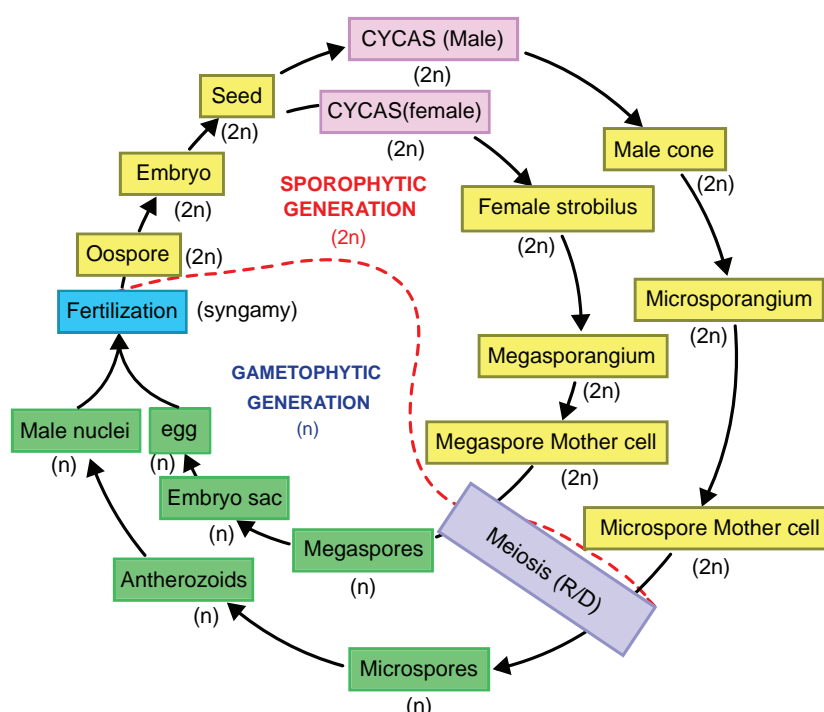 CYCAS (Male)
(2n)
Seed
(2n)
CYCAS(female)
(2n)
Male cone
(2n)
Embryo
(2n)
SPOROPHYTIC
GENERATION
(2n)
Female strobilus
(2n)
Oospore
(2n)
Fertilization
(syngamy)
Microsporangium
(2n)
Megasporangium
(2n)
GAMETOPHYTIC
GENERATION
(n)
Male nuclei
(n)
egg
(n)
Megaspore Mother cell
(2n)
Embryo sac
(n)
Megaspores
(n)
Meiosis (R/D)
Microspore Mother cell
(2n)
Antherozoids
(n)
Microspores
(n)